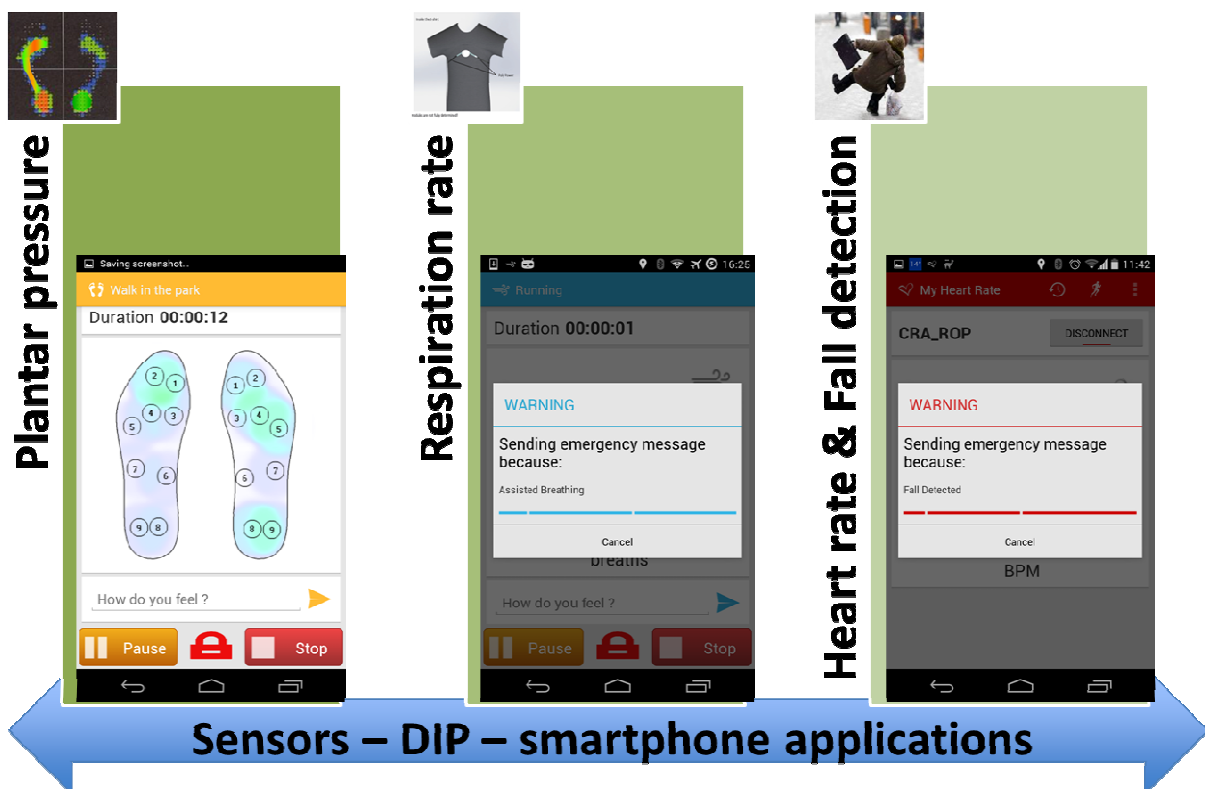 Plantar pressure
Saving screenshot...
Walk in the park
Duration 00:00:12
2 1 1 2
5 4 3 3 4 5
7 6 6 7
9 8 8 9
How do you feel ?
Pause
Stop
Respiration rate
16:25
Running
Duration 00:00:01
WARNING
Sending emergency message
because:
Assisted Breathing
Cancel
breaths
How do you feel ?
Pause
Stop
Heart rate & Fall detection
11:42
My Heart Rate
CRA_ROP
DISCONNECT
WARNING
Sending emergency message
because:
Fall Detected
Cancel
BPM
Sensors – DIP – smartphone applications